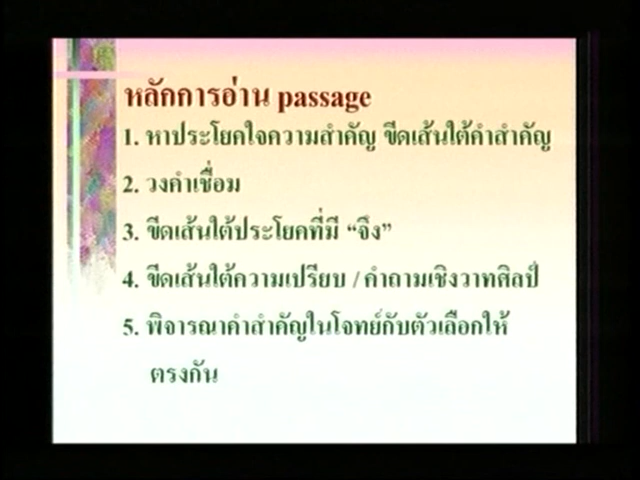 หลักการอ่าน passage
1. หาประโยคใจความสำคัญ ขีดเส้นใต้คำสำคัญ
2. วงคำเชื่อม
3. ขีดเส้นใต้ประโยคที่มี “จึง”
4. ขีดเส้นใต้ความเปรียบ / คำถามเชิงวาทศิลป์
5. พิจารณาคำสำคัญในโจทย์กับตัวเลือกให้
ตรงกัน